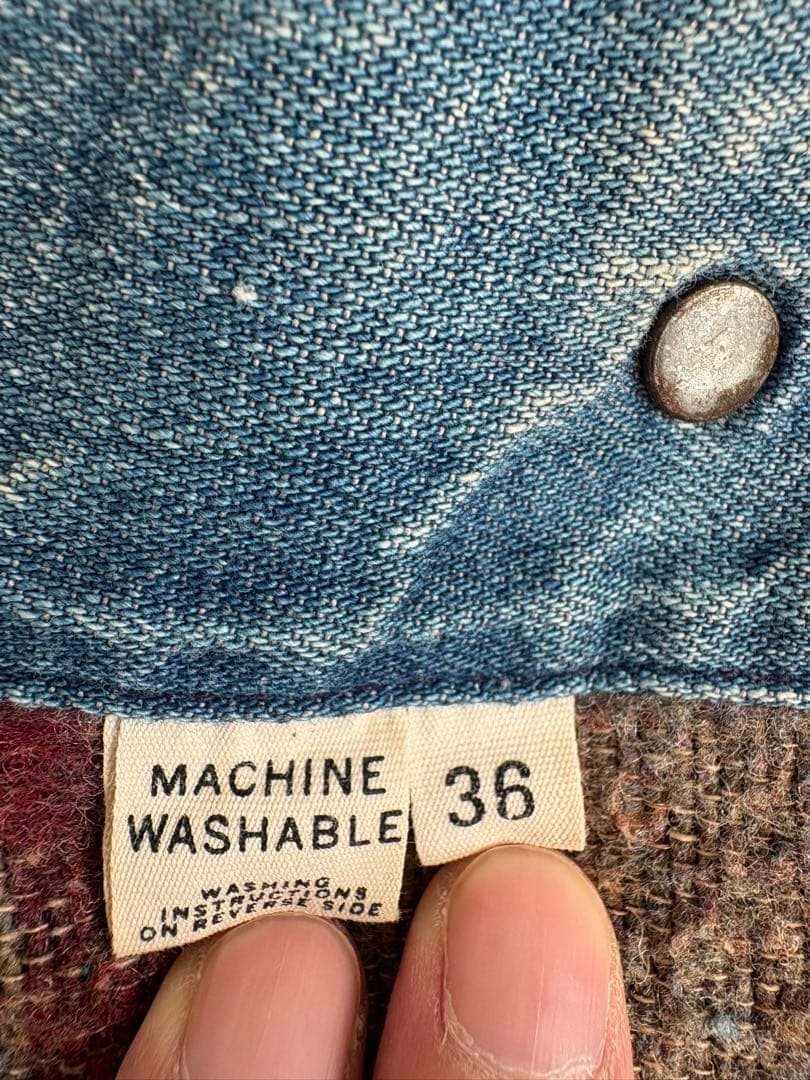 MACHINE
WASHABLE
WASHING
INSTRUCTIONS
ON REVERSE SIDE
36